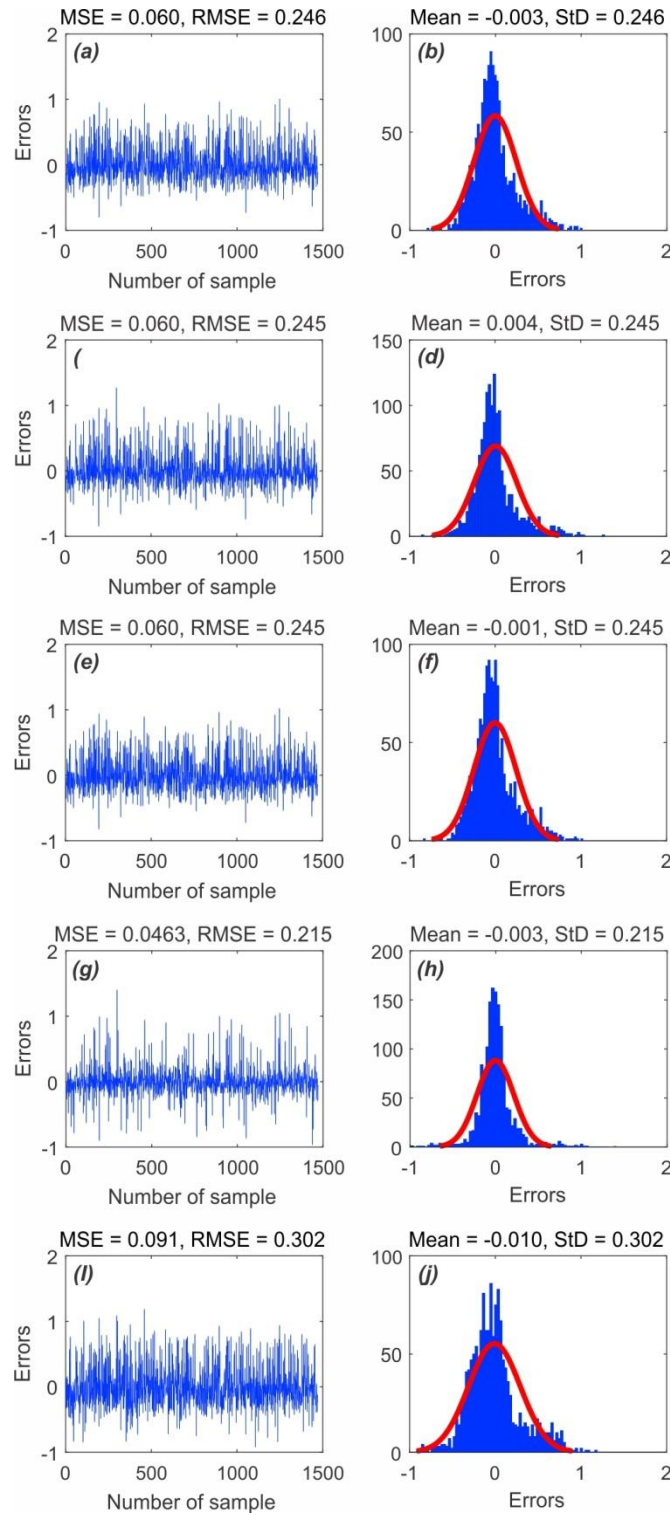 MSE = 0.060, RMSE = 0.246
Mean = -0.003, StD = 0.246
(a)
2
1
0
-1
Errors
0 500 1000 1500
Number of sample
(b)
100
50
0
-1 0 1 2
Errors
MSE = 0.060, RMSE = 0.245
Mean = 0.004, StD = 0.245
(
2
1
0
-1
Errors
0 500 1000 1500
Number of sample
(d)
150
100
50
0
-1 0 1 2
Errors
MSE = 0.060, RMSE = 0.245
Mean = -0.001, StD = 0.245
(e)
2
1
0
-1
Errors
0 500 1000 1500
Number of sample
(f)
100
50
0
-1 0 1 2
Errors
MSE = 0.0463, RMSE = 0.215
Mean = -0.003, StD = 0.215
(g)
2
1
0
-1
Errors
0 500 1000 1500
Number of sample
(h)
200
150
100
50
0
-1 0 1 2
Errors
MSE = 0.091, RMSE = 0.302
Mean = -0.010, StD = 0.302
(I)
2
1
0
-1
Errors
0 500 1000 1500
Number of sample
(j)
100
50
0
-1 0 1 2
Errors